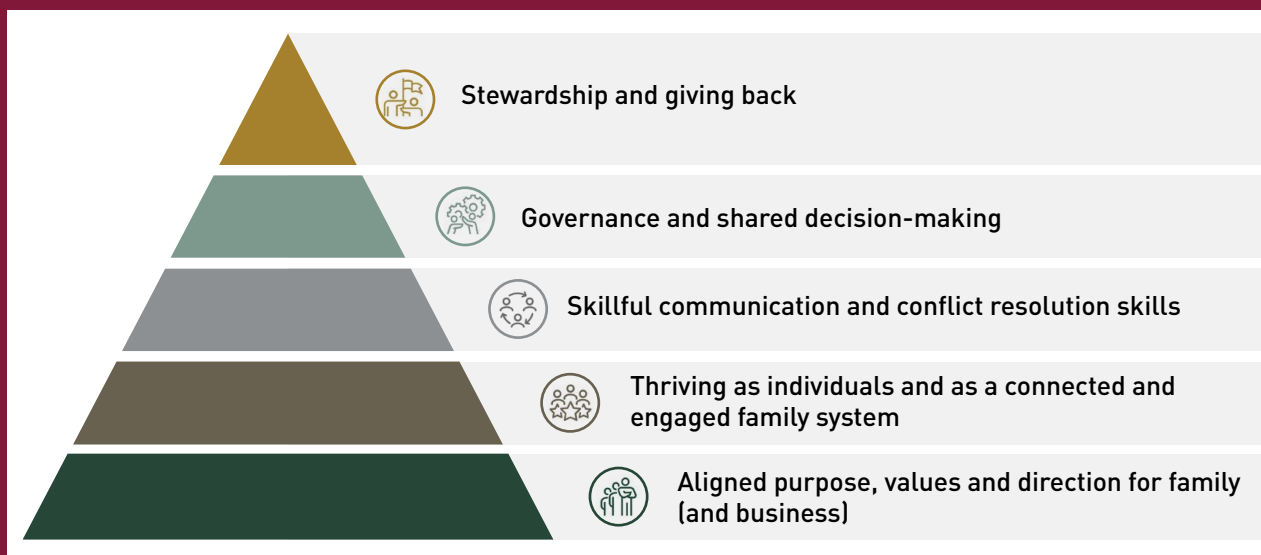 Stewardship and giving back
Governance and shared decision-making
Skillful communication and conflict resolution skills
Thriving as individuals and as a connected and
engaged family system
Aligned purpose, values and direction for family
(and business)